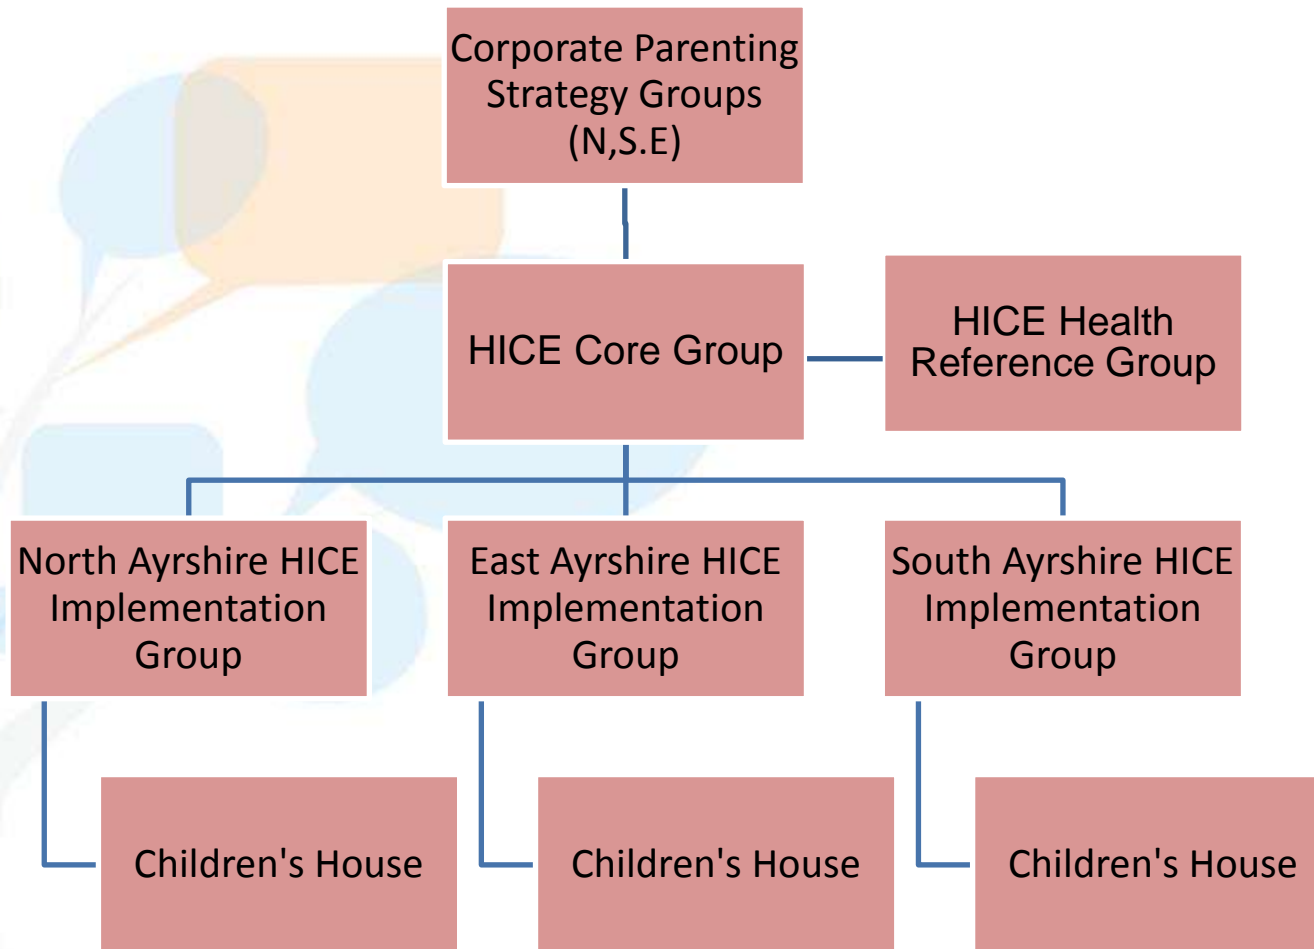 Corporate Parenting
Strategy Groups
(N,S.E)
HICE Core Group
HICE Health
Reference Group
North Ayrshire HICE
Implementation
Group
East Ayrshire HICE
Implementation
Group
South Ayrshire HICE
Implementation
Group
Children's House
Children's House
Children's House